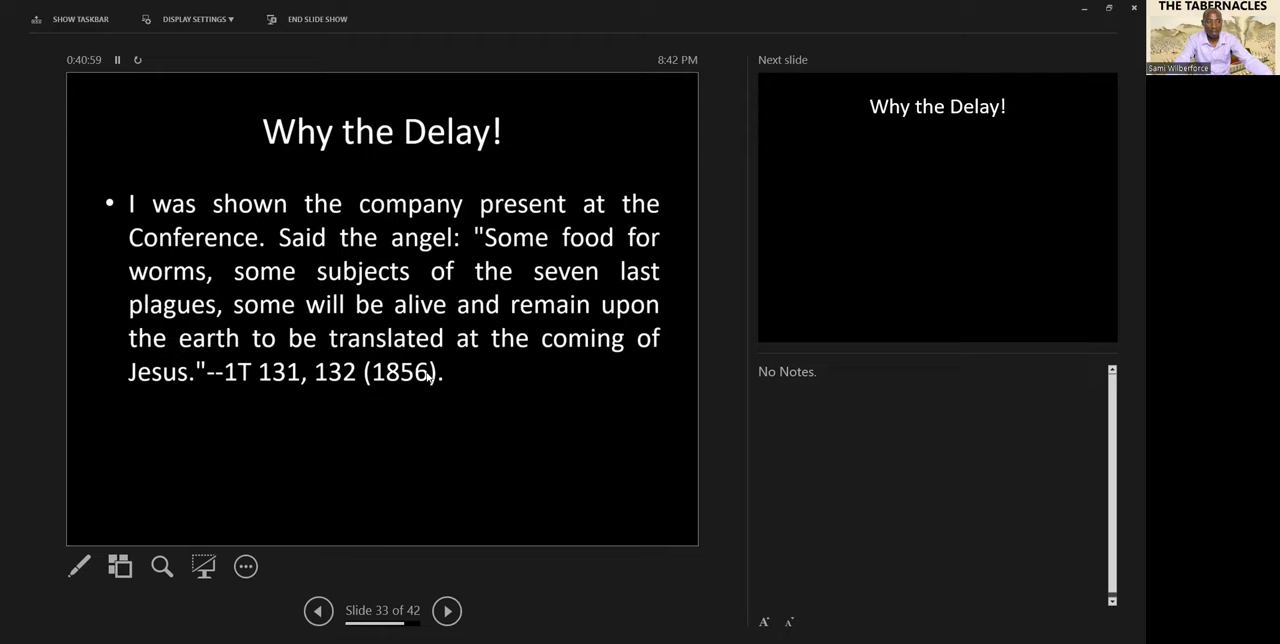 SHOW TASKBAR
DISPLAY SETTINGS ▾
END SLIDE SHOW
THE TABERNACLES
Sami Wilberforce
0:40:59
8:42 PM
Next slide
Why the Delay!
• I was shown the company present at the
Conference. Said the angel: "Some food for
worms, some subjects of the seven last
plagues, some will be alive and remain upon
the earth to be translated at the coming of
Jesus."--1T 131, 132 (1856).
Why the Delay!
No Notes.
Slide 33 of 42
A A